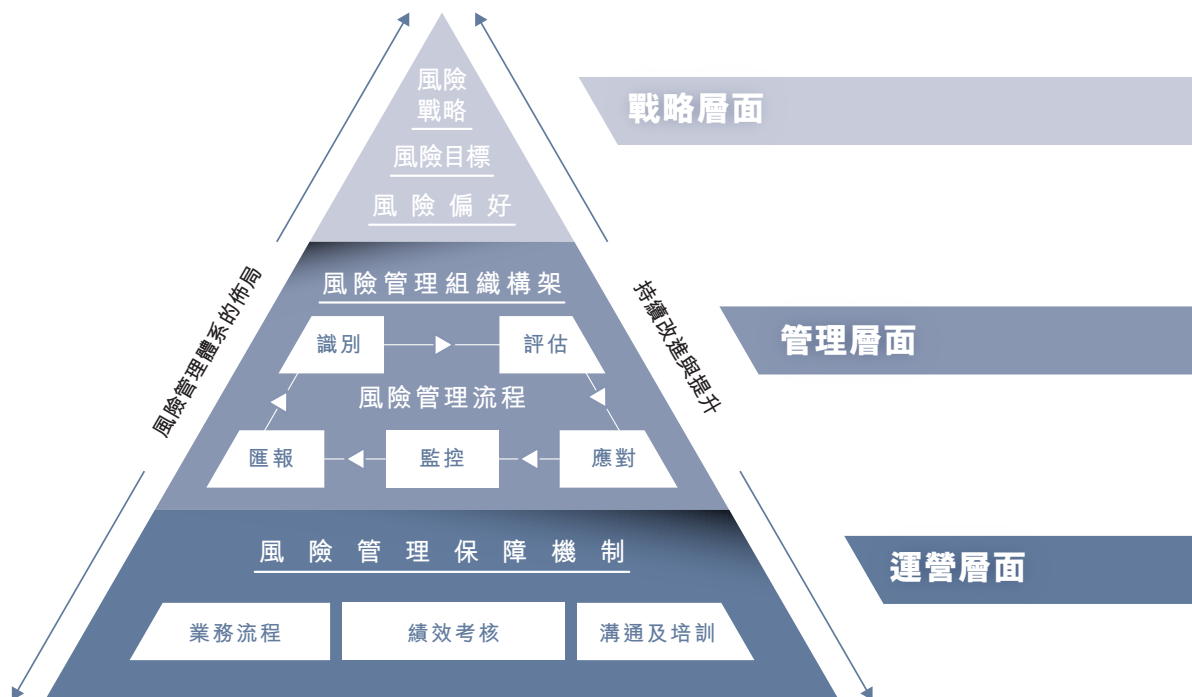 風險
戰略
風險目標
風險偏好
戰略層面
風險管理體系的佈局
持續改進與提升
風險管理組織構架
識別
評估
風險管理流程
匯報
監控
應對
管理層面
風險管理保障機制
業務流程
績效考核
溝通及培訓
運營層面